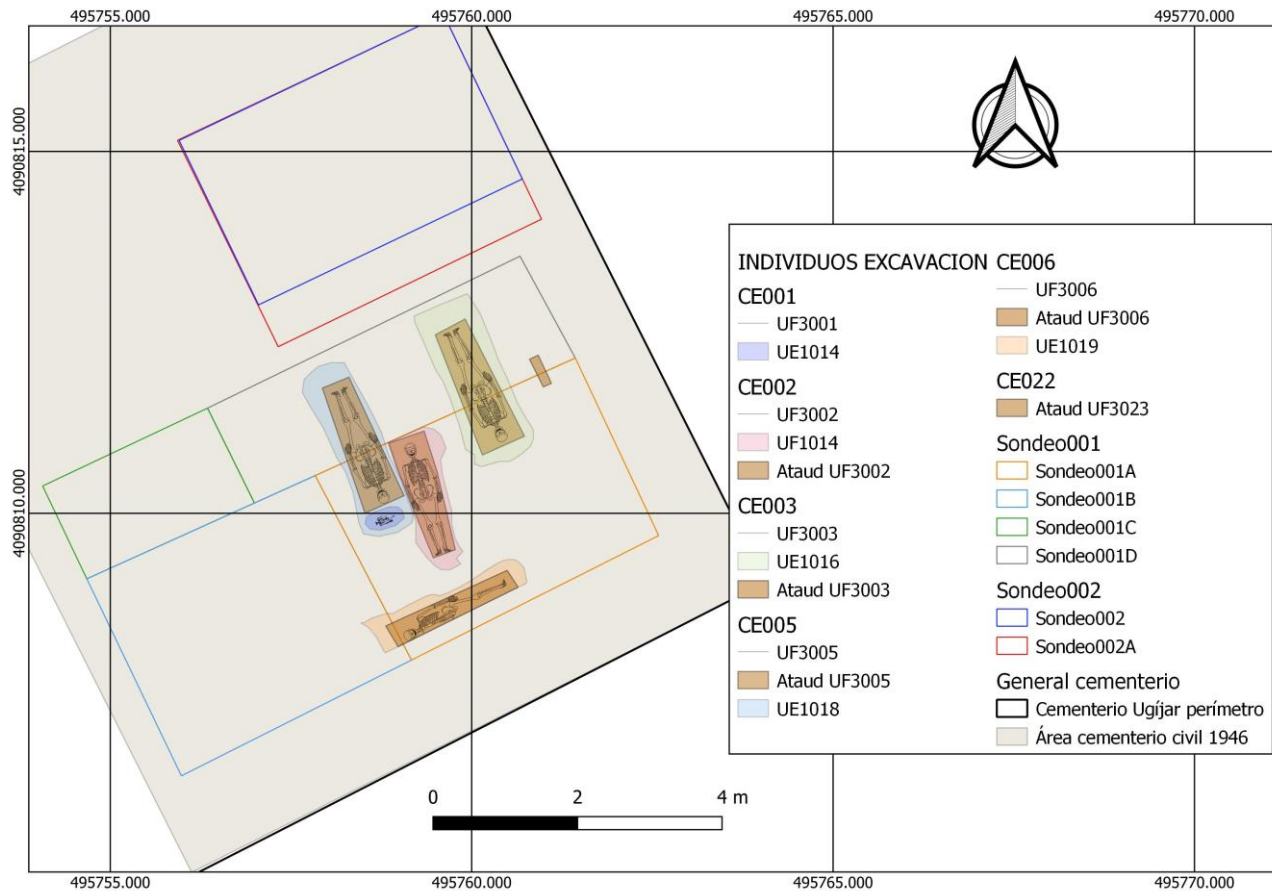 495755.000
495760.000
495765.000
495770.000
4090815.000
4090810.000
INDIVIDUOS EXCAVACION
CE001
UF3001
UE1014
CE002
UF3002
UF1014
Ataud UF3002
CE003
UF3003
UE1016
Ataud UF3003
CE005
UF3005
Ataud UF3005
UE1018
CE006
UF3006
Ataud UF3006
UE1019
CE022
Ataud UF3023
Sondeo001
Sondeo001A
Sondeo001B
Sondeo001C
Sondeo001D
Sondeo002
Sondeo002
Sondeo002A
General cementerio
Cementerio Ugíjar perímetro
Área cementerio civil 1946
0 2 4 m
495755.000
495760.000
495765.000
495770.000